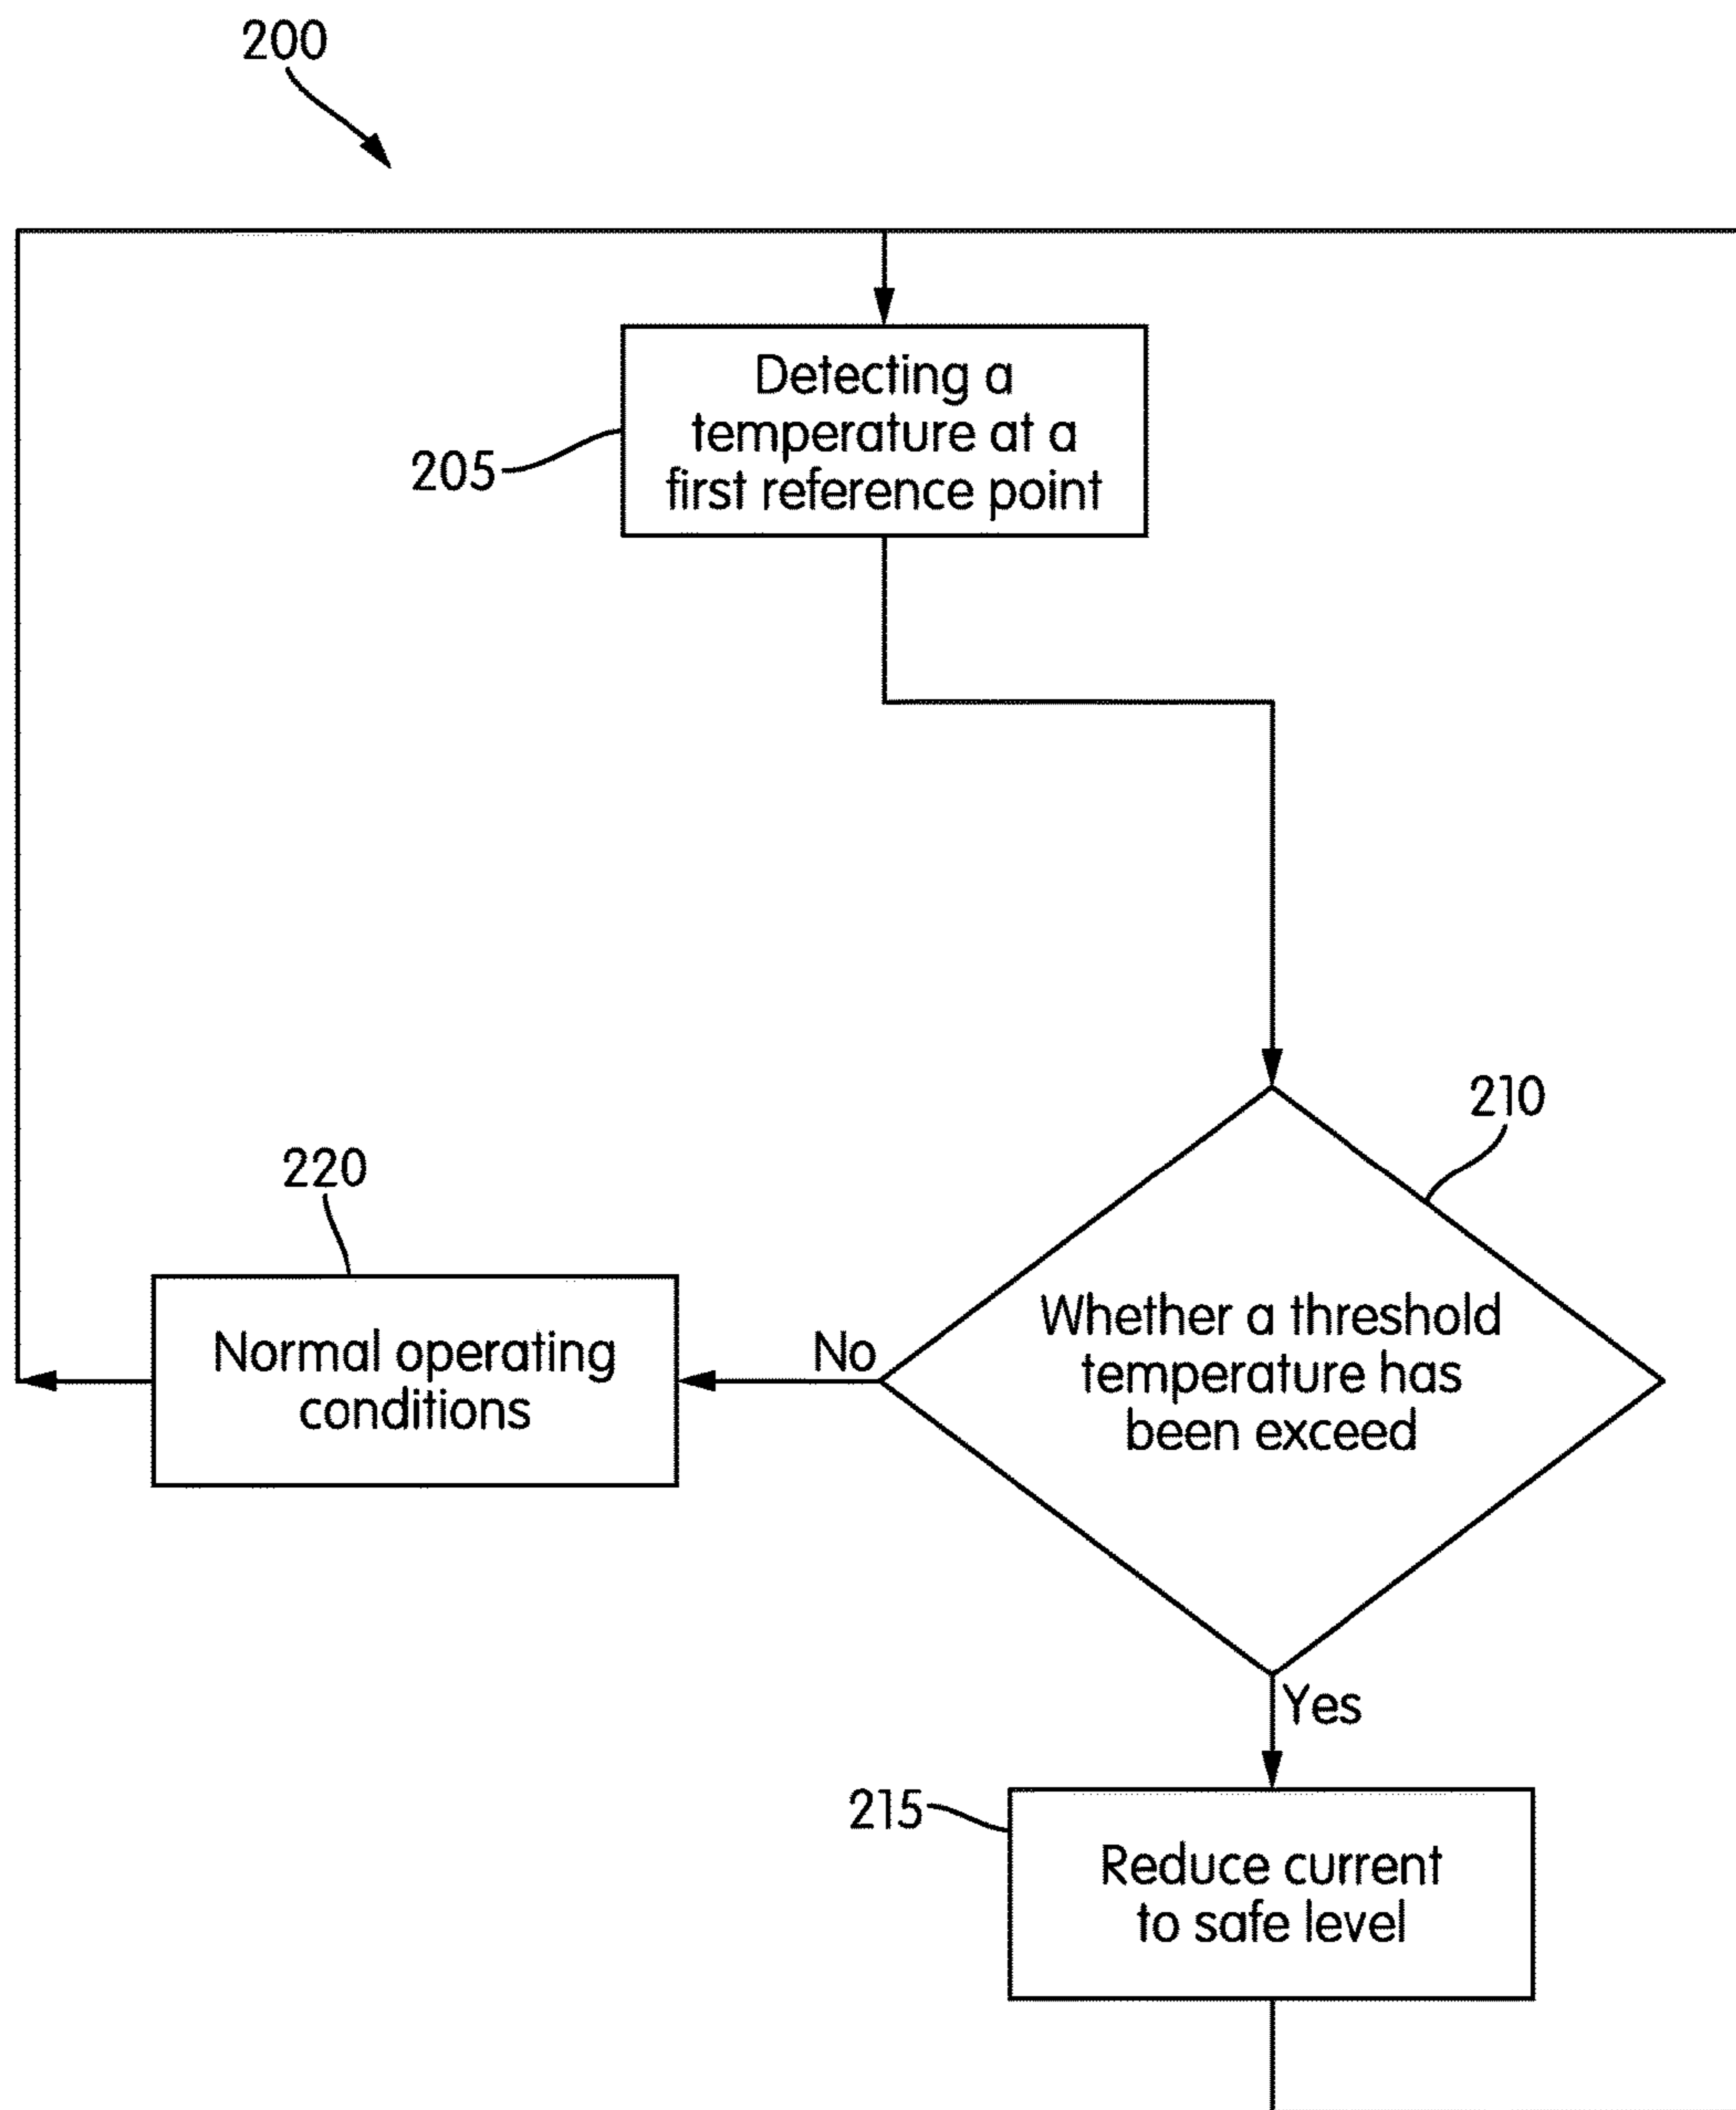 200
Detecting a
temperature at a
first reference point
205
210
220
Whether a threshold
temperature has
been exceed
No
Normal operating
conditions
Yes
215
Reduce current
to safe level